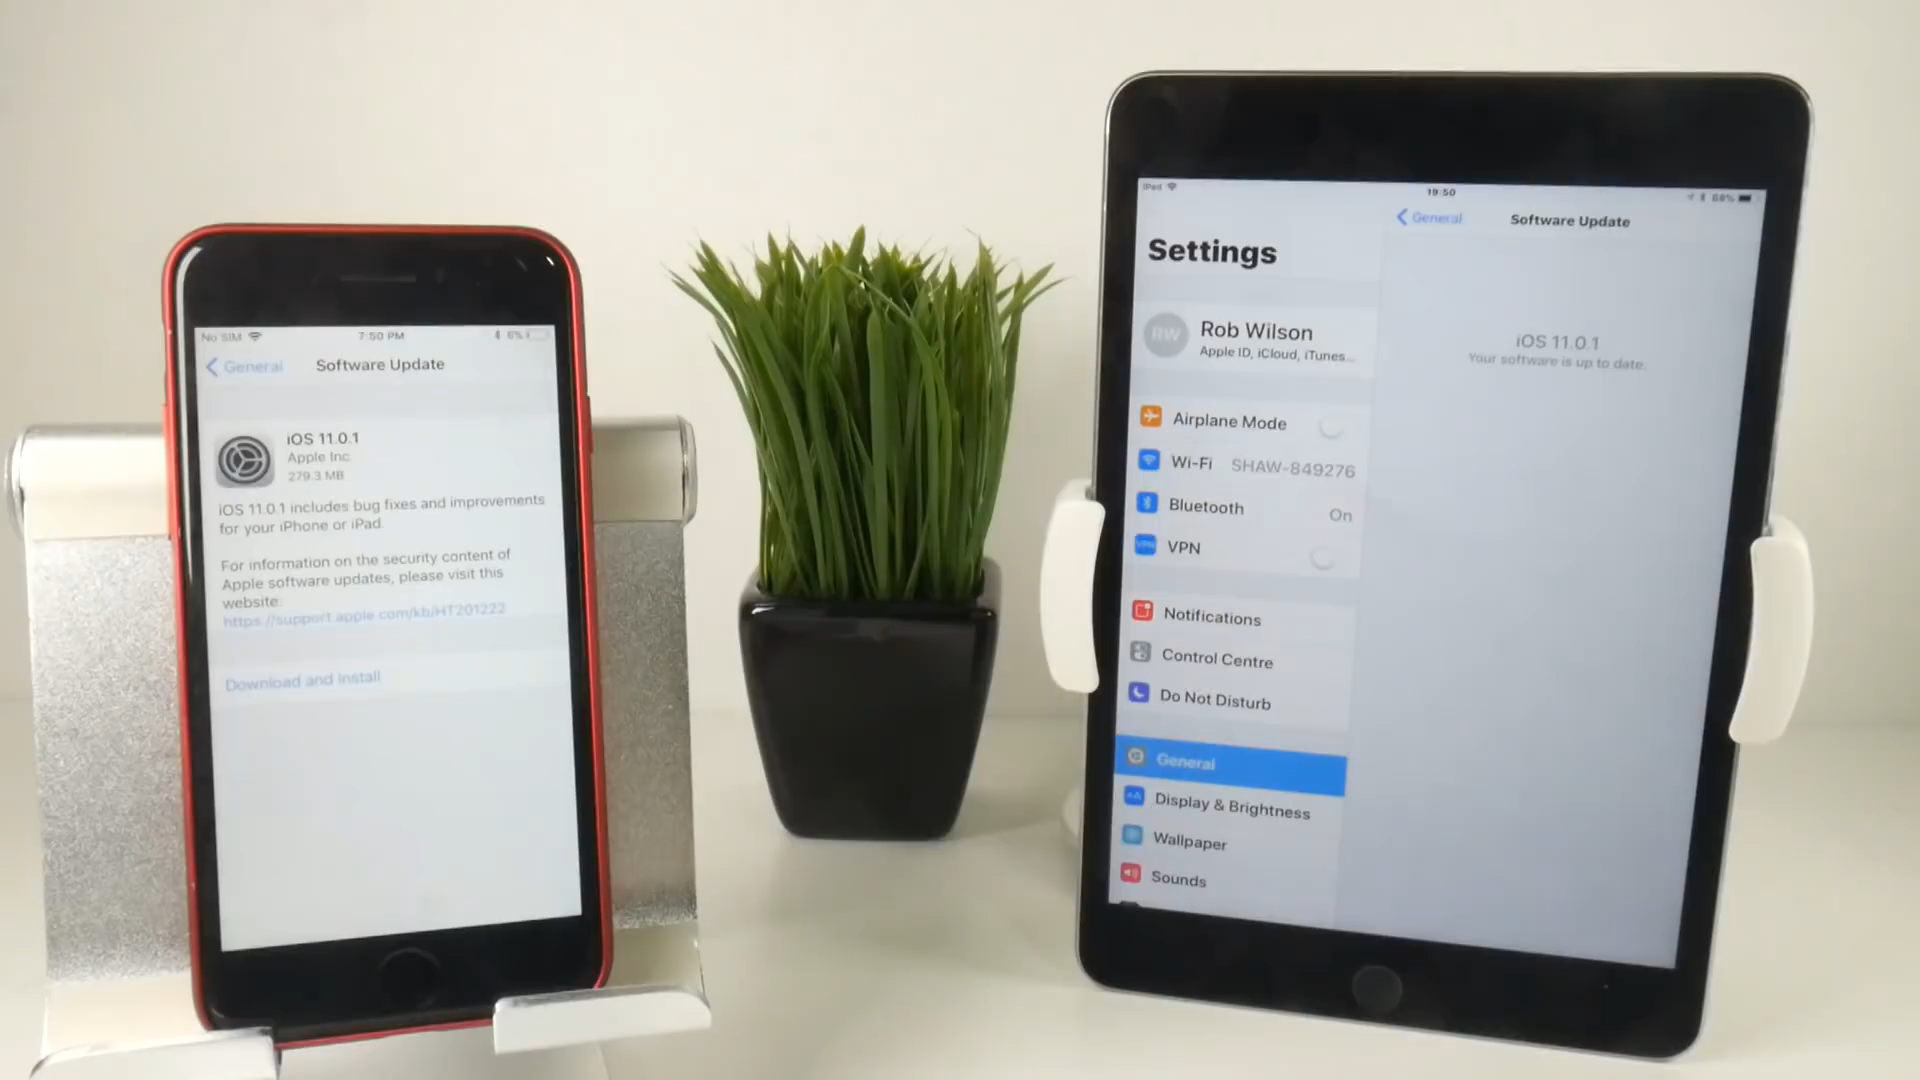 No SIM 7:50 PM 6%
General Software Update
iOS 11.0.1
Apple Inc.
279.3 MB
iOS 11.0.1 includes bug fixes and improvements
for your iPhone or iPad.
For information on the security content of
Apple software updates, please visit this
website:
https://support.apple.com/kb/HT201222
Download and Install
iPad 19:50 68%
Settings
General Software Update
RW
Rob Wilson
Apple ID, iCloud, iTunes...
iOS 11.0.1
Your software is up to date.
Airplane Mode
Wi-Fi SHAW-849276
Bluetooth On
VPN VPN
Notifications
Control Centre
Do Not Disturb
General
AA Display & Brightness
Wallpaper
Sounds